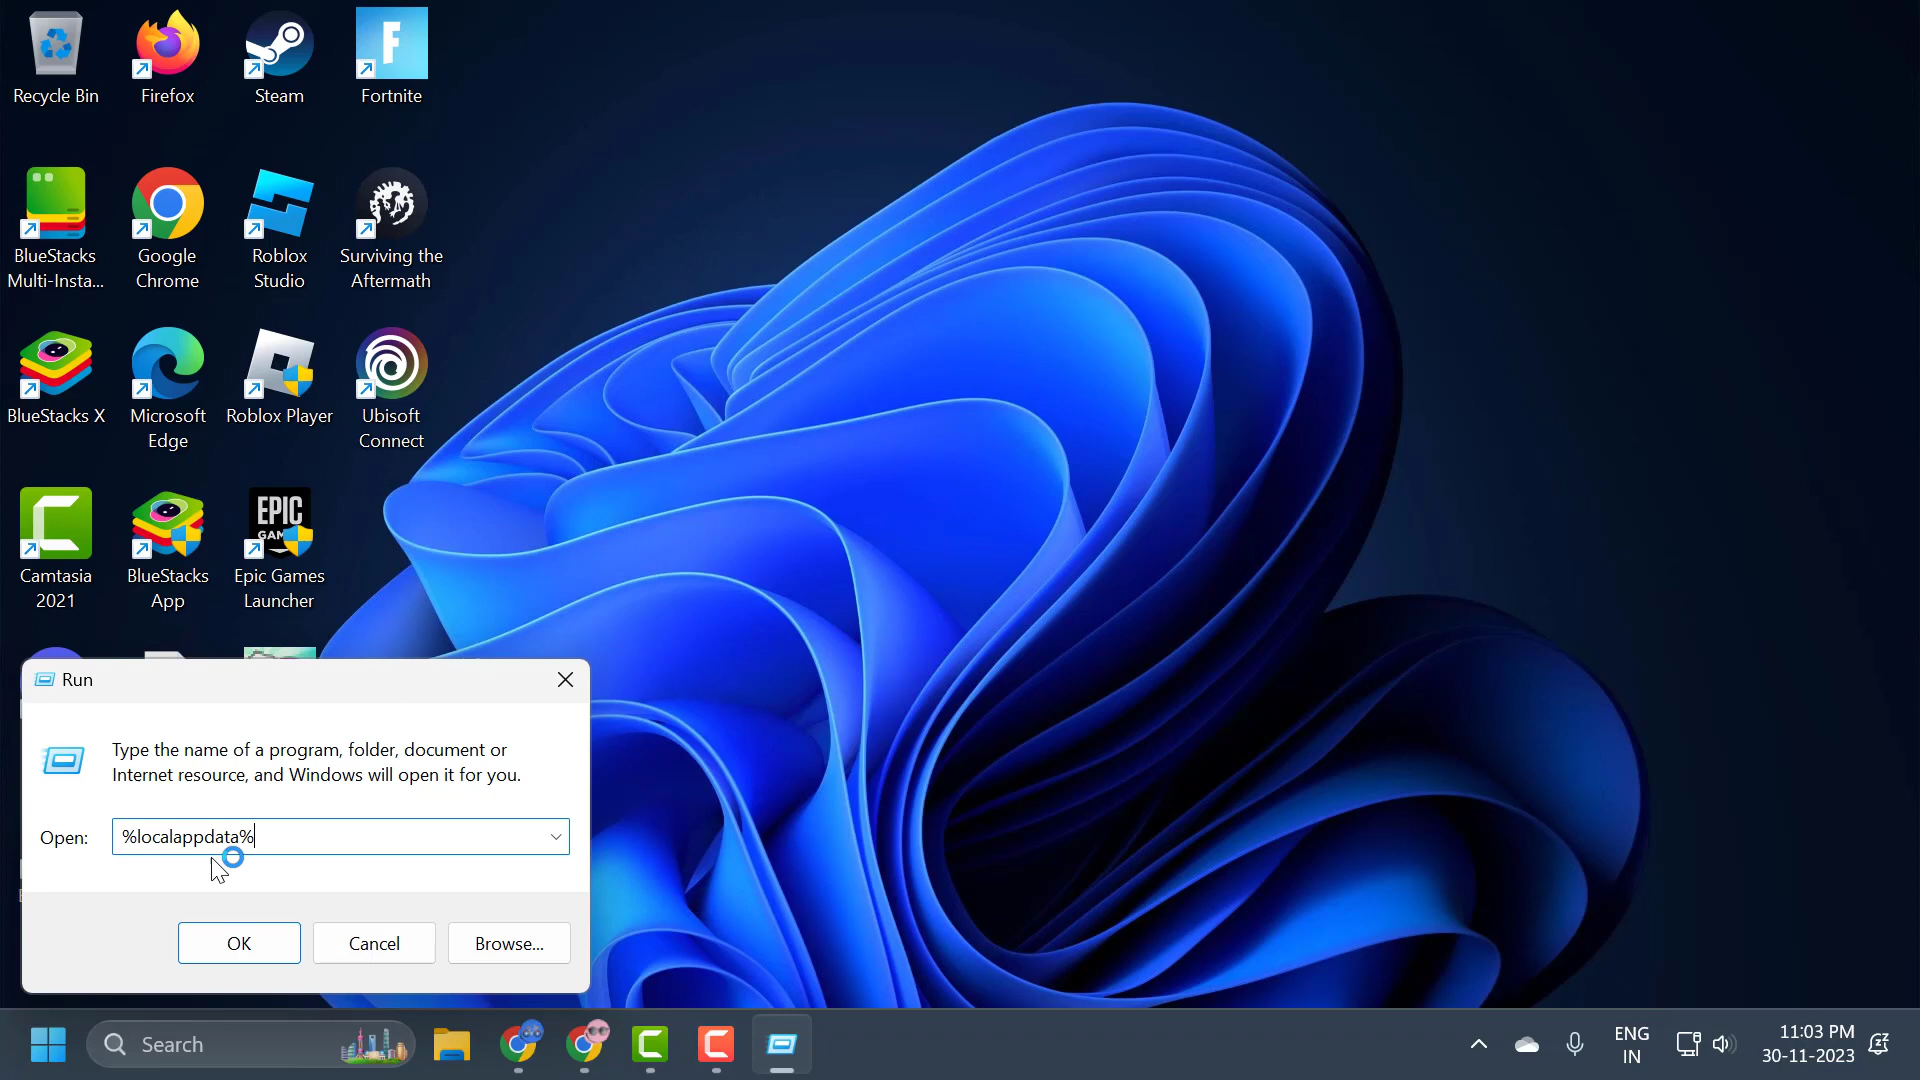 Recycle Bin
Firefox
Steam
F
Fortnite
BlueStacks
Multi-Insta...
Google
Chrome
Roblox
Studio
Surviving the
Aftermath
BlueStacks X
Microsoft
Edge
Roblox Player
Ubisoft
Connect
EPIC
Camtasia
2021
BlueStacks
App
Epic Games
Launcher
Run
Type the name of a program, folder, document or
Internet resource, and Windows will open it for you.
Open:
%localappdata%
OK
Cancel
Browse...
Search
ENG
IN
11:03 PM
30-11-2023